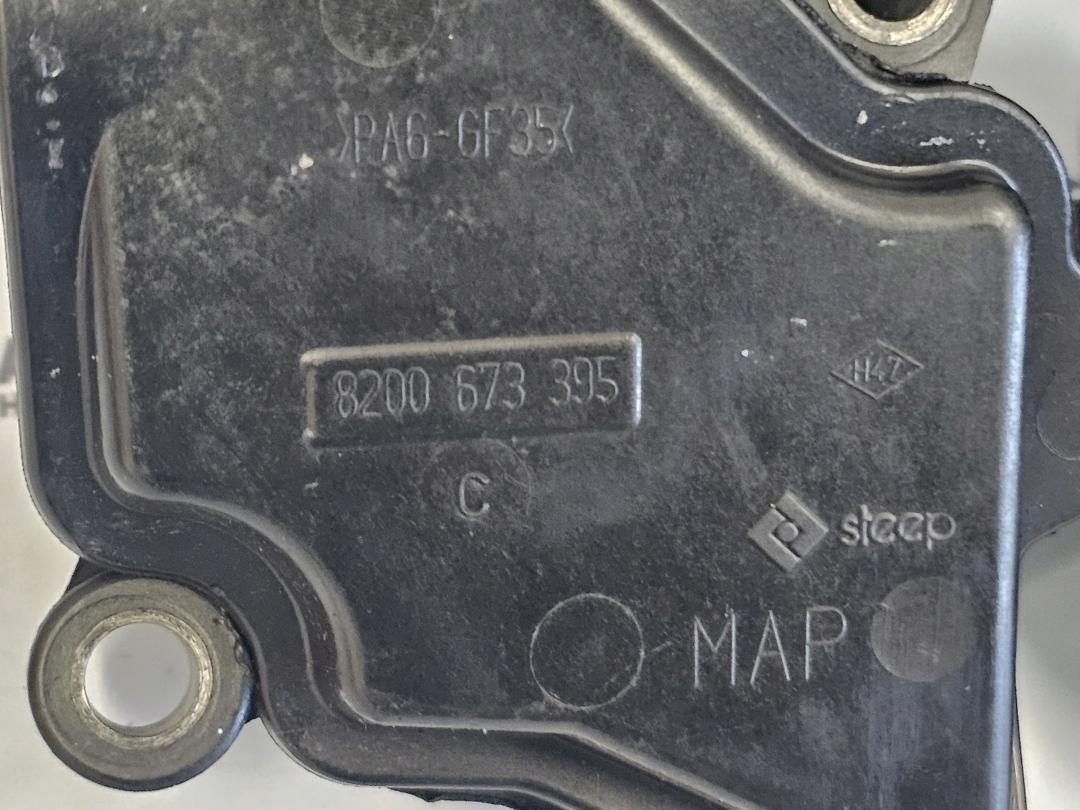 >PA6-GF35<
8200 673 395
H47
C
steep
MAP